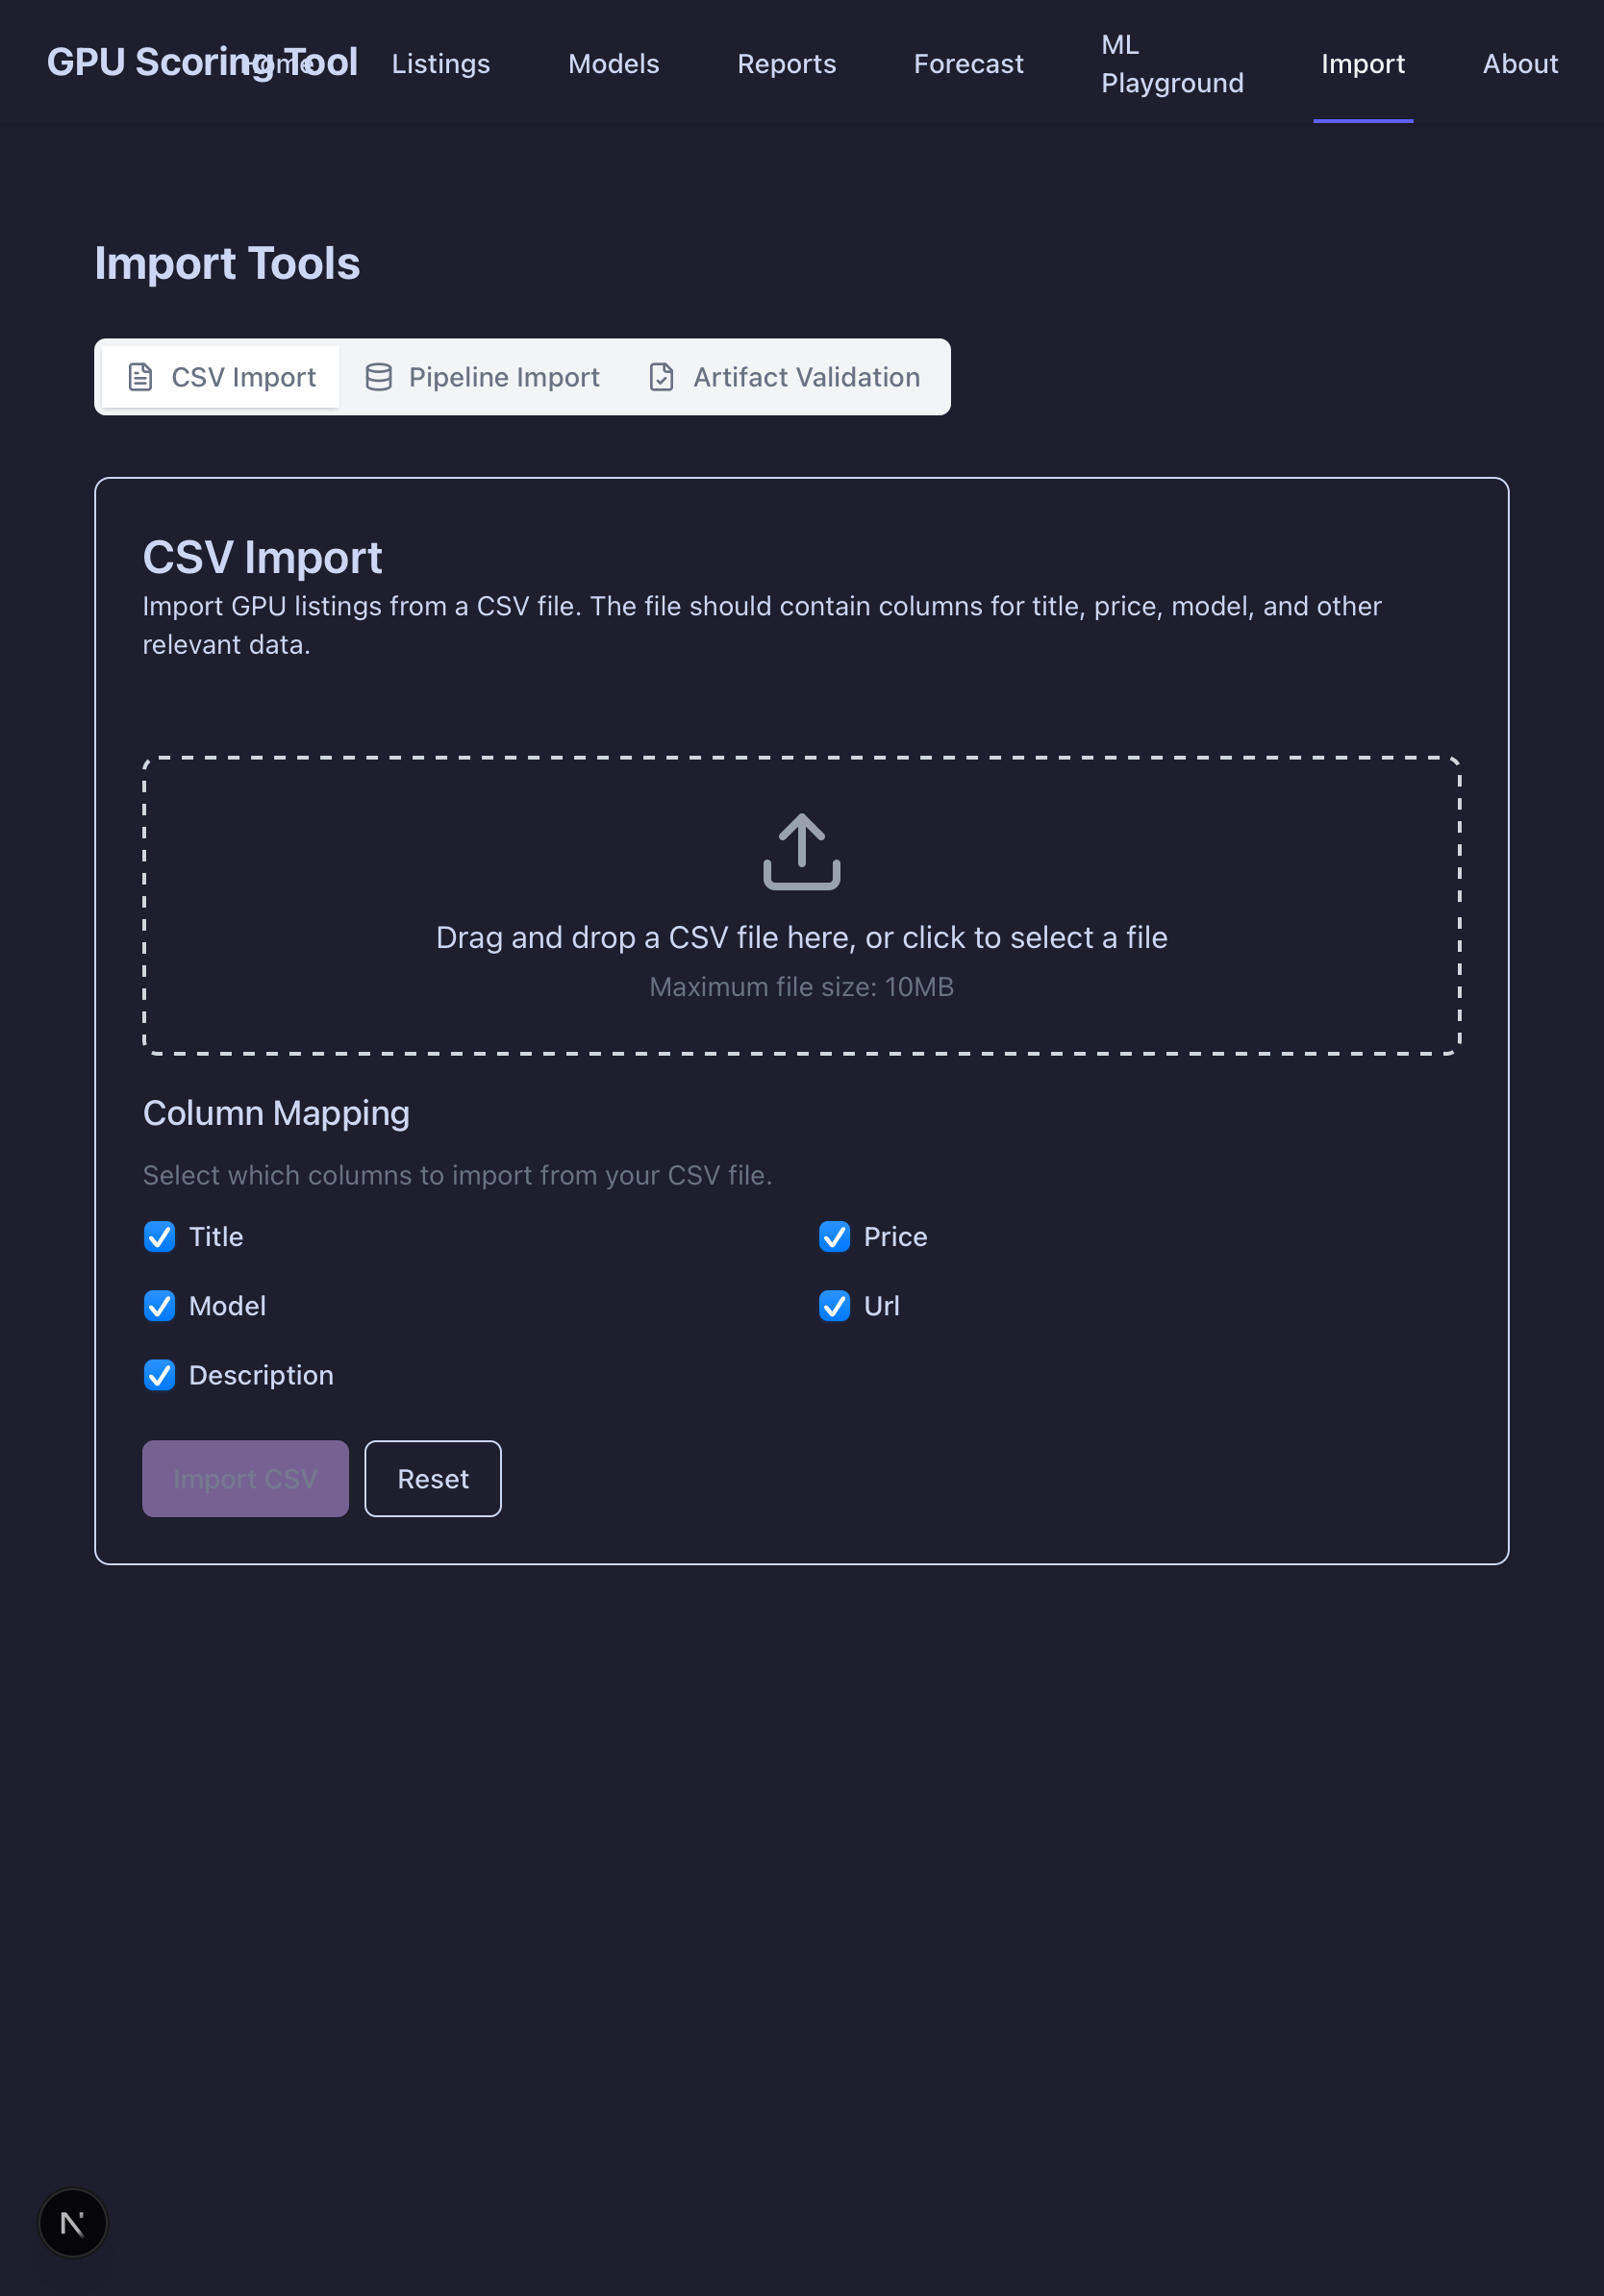 GPU Scoring Tool
Home
Listings
Models
Reports
Forecast
ML
Playground
Import
About
Import Tools
CSV Import
Pipeline Import
Artifact Validation
CSV Import
Import GPU listings from a CSV file. The file should contain columns for title, price, model, and other
relevant data.
Drag and drop a CSV file here, or click to select a file
Maximum file size: 10MB
Column Mapping
Select which columns to import from your CSV file.
Title
Price
Model
Url
Description
Import CSV
Reset
N